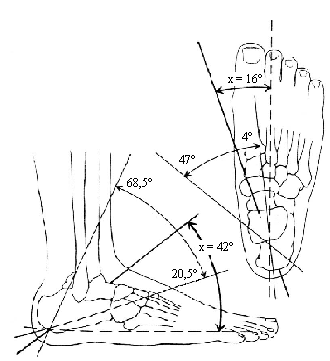 x = 16°
4°
47°
68,5°
x = 42°
20,5°